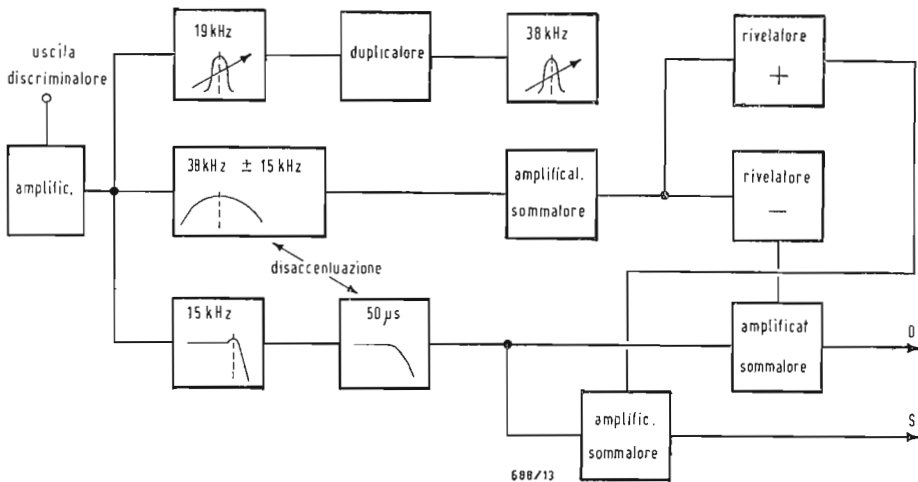 uscita
discriminatore
amplific.
19 kHz
duplicatore
38 kHz
rivelatore
+
38 kHz ± 15 kHz
amplificat.
sommatore
rivelatore
−
disaccentuazione
15 kHz
50 µs
amplificat
sommatore
D
amplific.
sommatore
S
688/13